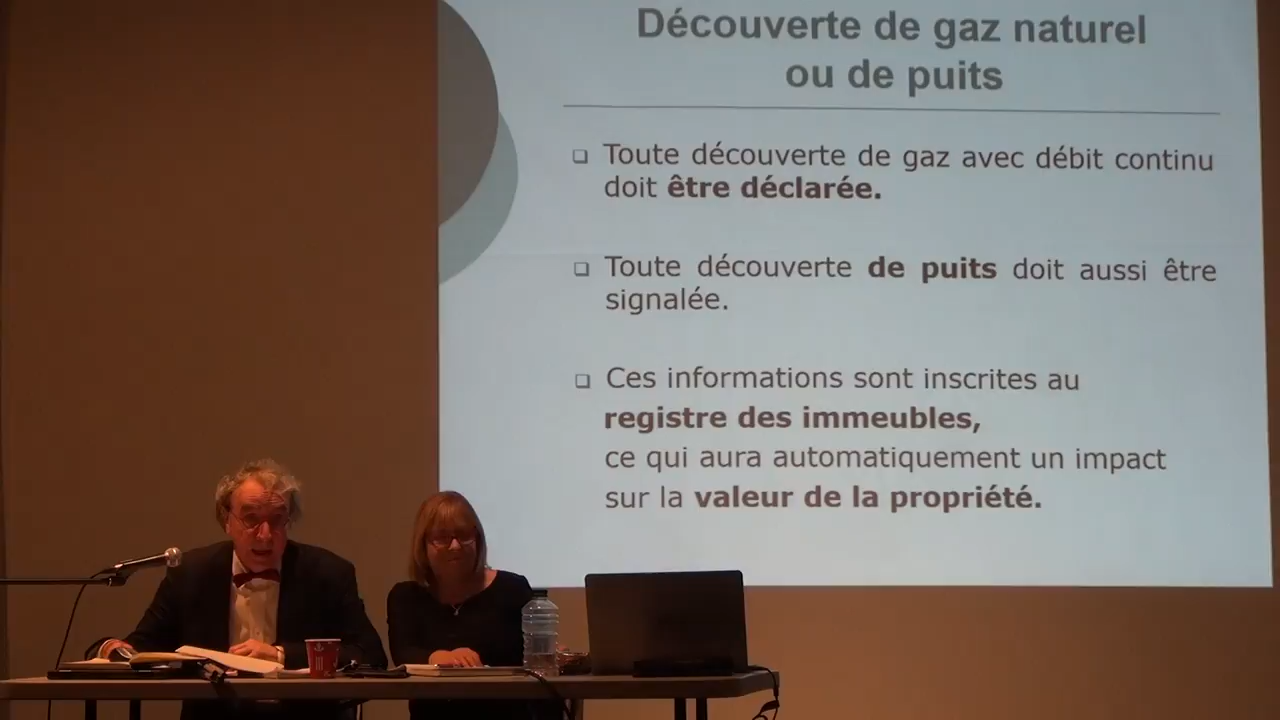 Découverte de gaz naturel
ou de puits
❑ Toute découverte de gaz avec débit continu
doit être déclarée.
❑ Toute découverte de puits doit aussi être
signalée.
❑ Ces informations sont inscrites au
registre des immeubles,
ce qui aura automatiquement un impact
sur la valeur de la propriété.